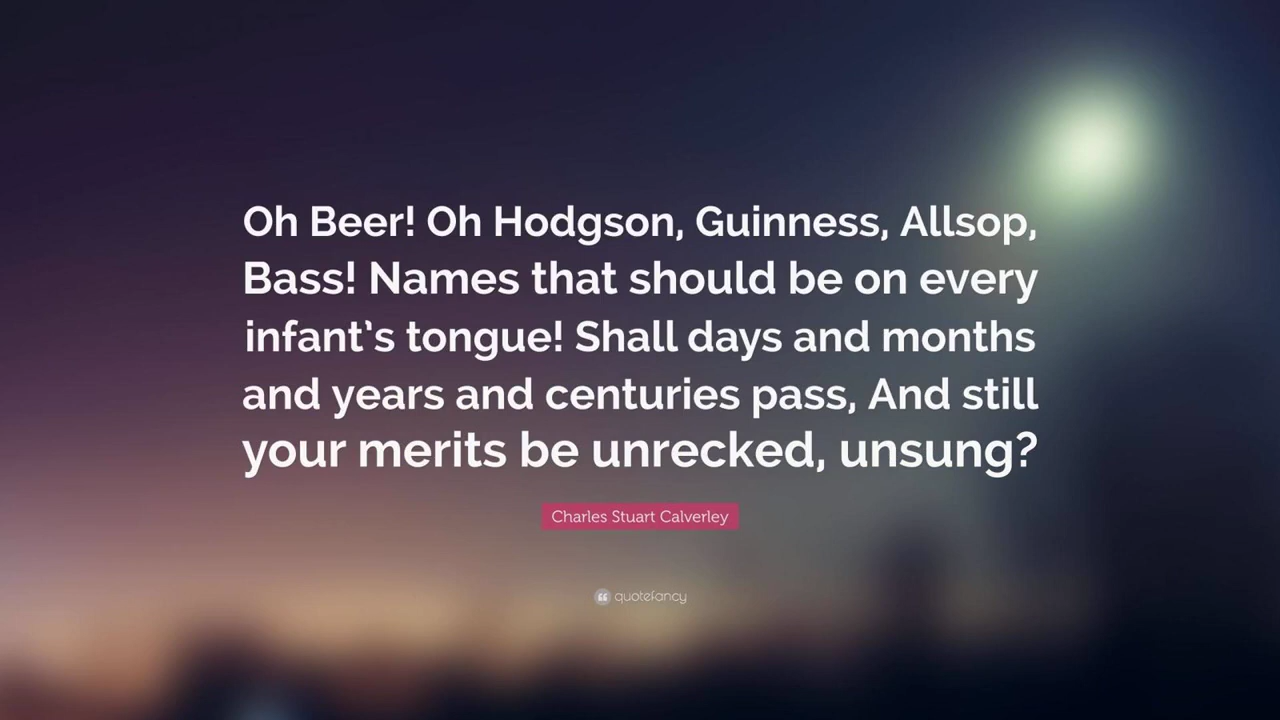 Oh Beer! Oh Hodgson, Guinness, Allsop,
Bass! Names that should be on every
infant’s tongue! Shall days and months
and years and centuries pass, And still
your merits be unrecked, unsung?
Charles Stuart Calverley
quotefancy